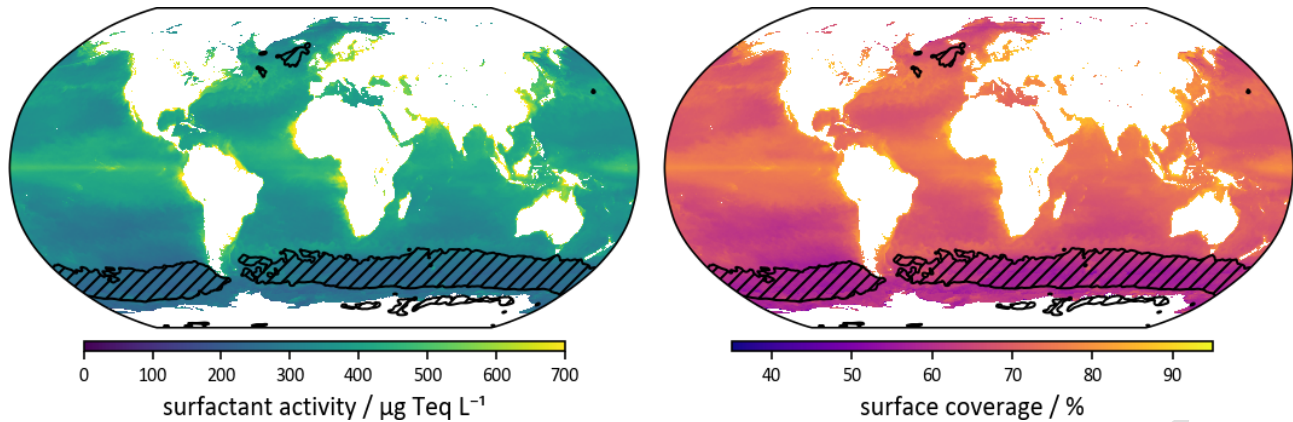 0 100 200 300 400 500 600 700
surfactant activity / µg Teq L⁻¹
40 50 60 70 80 90
surface coverage / %